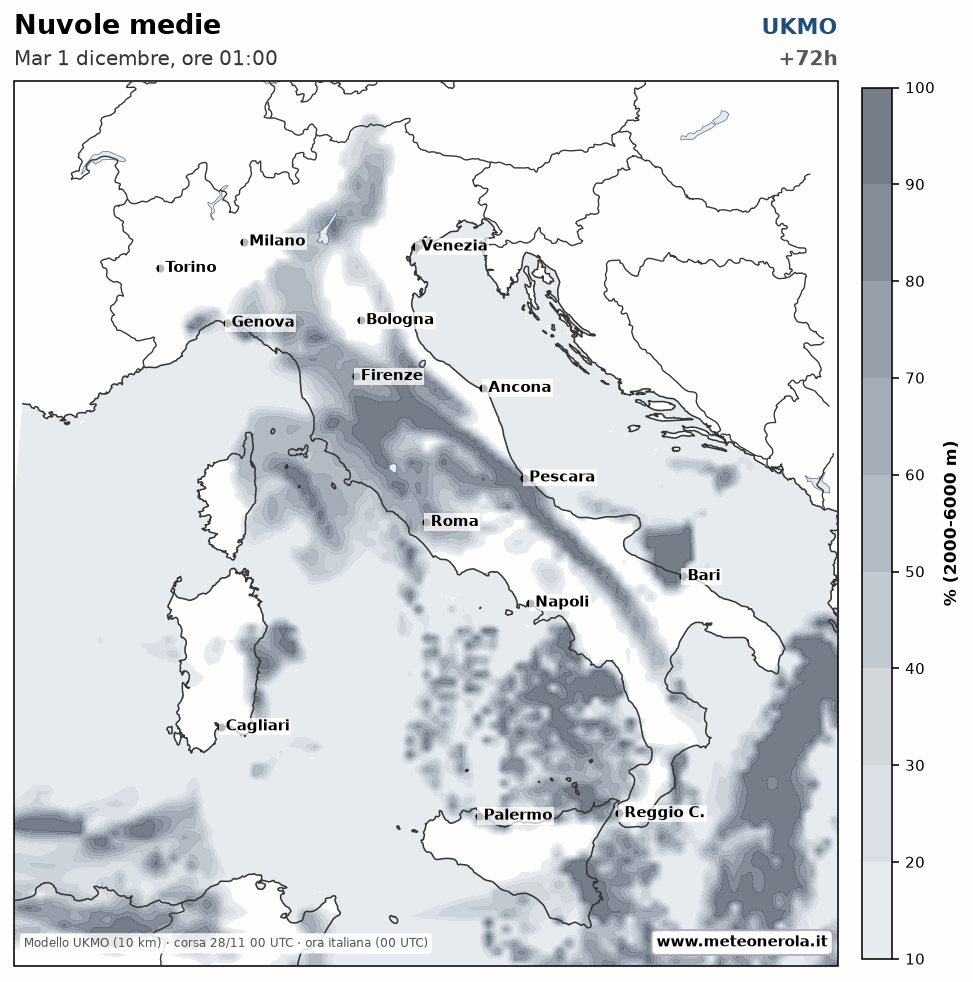 Nuvole medie
UKMO
Mar 1 dicembre, ore 01:00
+72h
100
90
80
70
60
50
40
30
20
10
% (2000-6000 m)
Milano
Venezia
Torino
Genova
Bologna
Firenze
Ancona
Pescara
Roma
Bari
Napoli
Cagliari
Palermo
Reggio C.
Modello UKMO (10 km) · corsa 28/11 00 UTC · ora italiana (00 UTC)
www.meteonerola.it